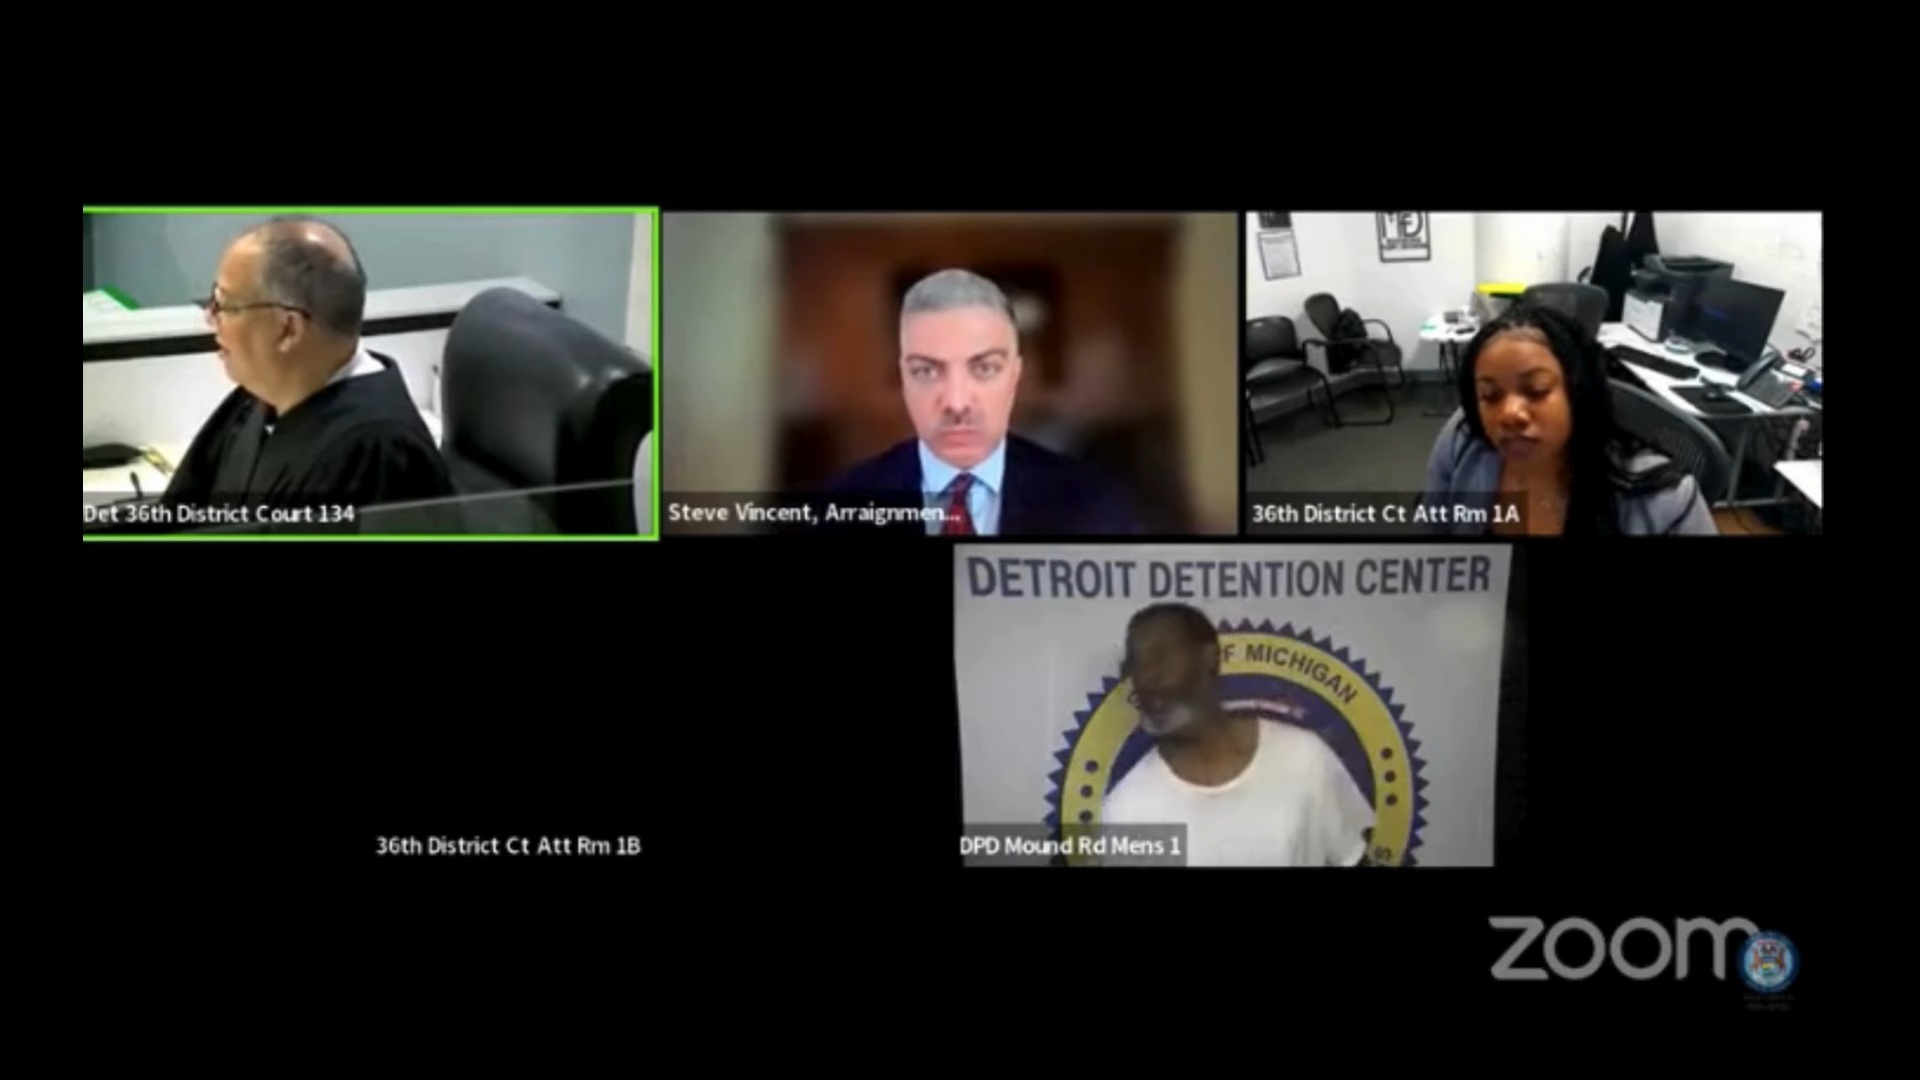 Det 36th District Court 134
Steve Vincent, Arraignmen...
36th District Ct Att Rm 1A
DETROIT DETENTION CENTER
F MICHIGAN
36th District Ct Att Rm 1B
DPD Mound Rd Mens 1
zoom